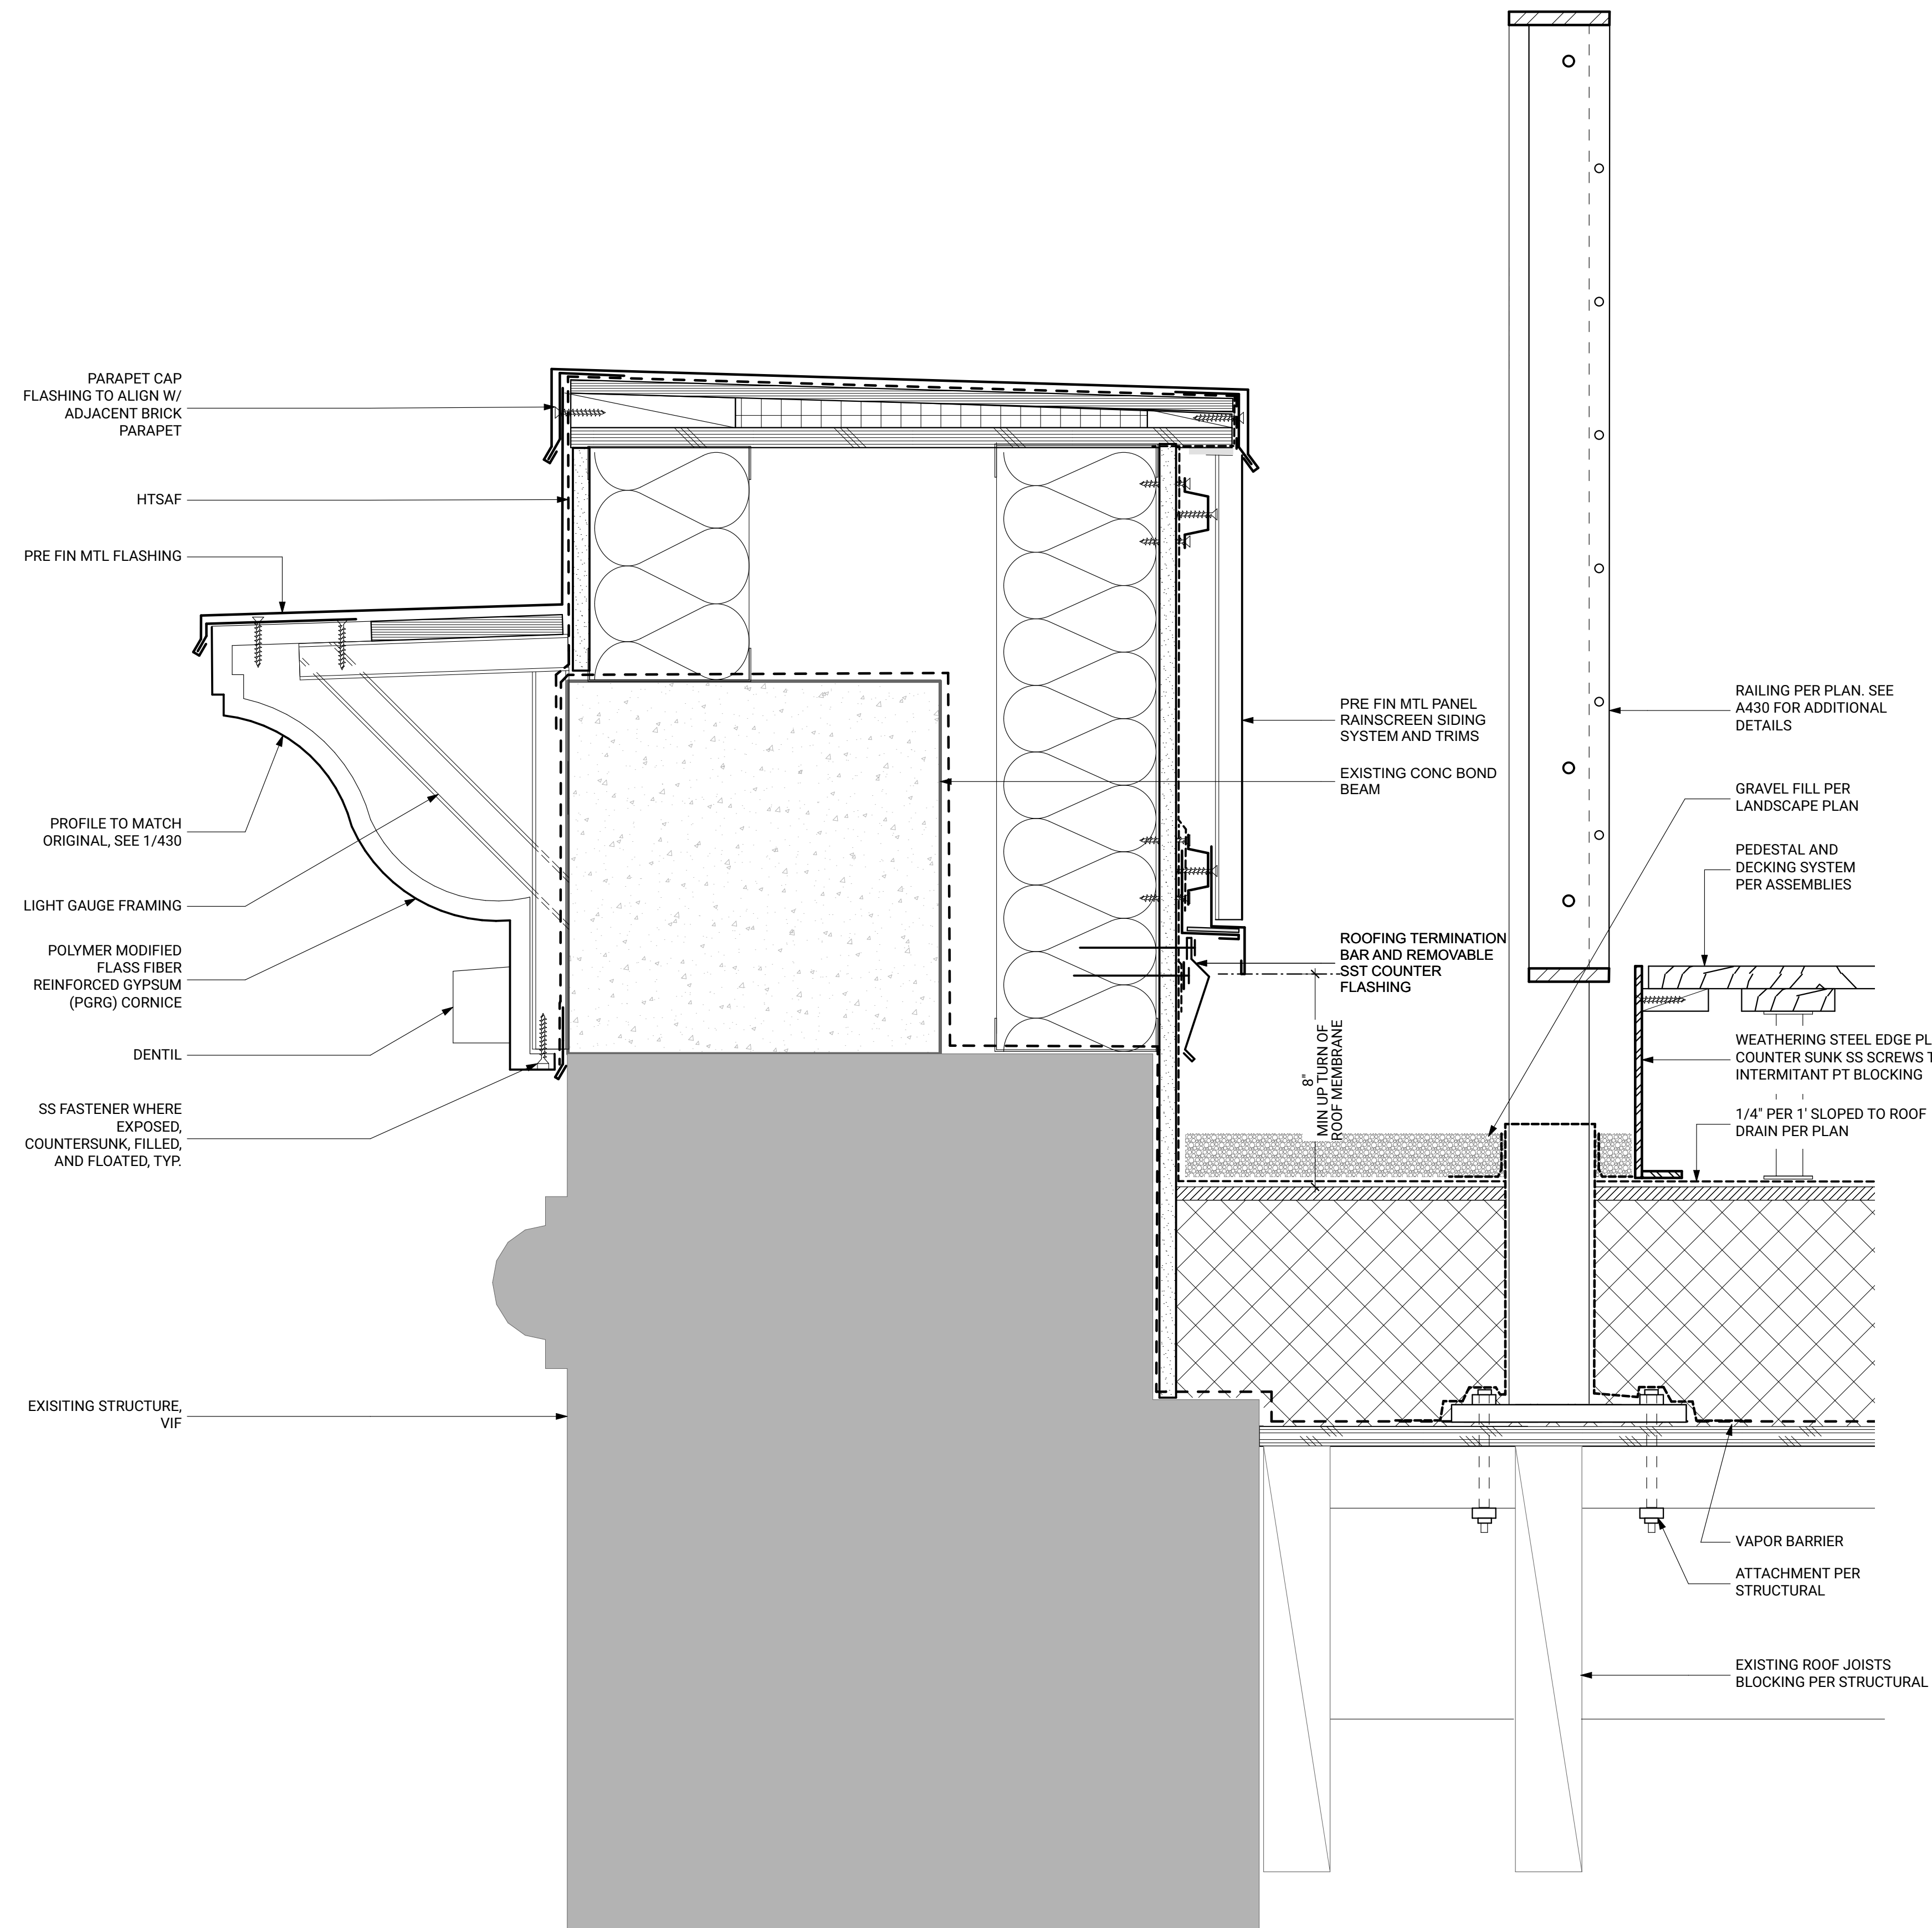 PARAPET CAP
FLASHING TO ALIGN W/
ADJACENT BRICK
PARAPET
HTSAF
PRE FIN MTL FLASHING
PROFILE TO MATCH
ORIGINAL, SEE 1/430
LIGHT GAUGE FRAMING
POLYMER MODIFIED
FLASS FIBER
REINFORCED GYPSUM
(PGRG) CORNICE
DENTIL
SS FASTENER WHERE
EXPOSED,
COUNTERSUNK, FILLED,
AND FLOATED, TYP.
EXISITING STRUCTURE,
VIF
PRE FIN MTL PANEL
RAINSCREEN SIDING
SYSTEM AND TRIMS
EXISTING CONC BOND
BEAM
ROOFING TERMINATION
BAR AND REMOVABLE
SST COUNTER
FLASHING
8"
MIN UP TURN OF
ROOF MEMBRANE
RAILING PER PLAN. SEE
A430 FOR ADDITIONAL
DETAILS
GRAVEL FILL PER
LANDSCAPE PLAN
PEDESTAL AND
DECKING SYSTEM
PER ASSEMBLIES
WEATHERING STEEL EDGE PL
COUNTER SUNK SS SCREWS
INTERMITANT PT BLOCKING
1/4" PER 1' SLOPED TO ROOF
DRAIN PER PLAN
VAPOR BARRIER
ATTACHMENT PER
STRUCTURAL
EXISTING ROOF JOISTS
BLOCKING PER STRUCTURAL